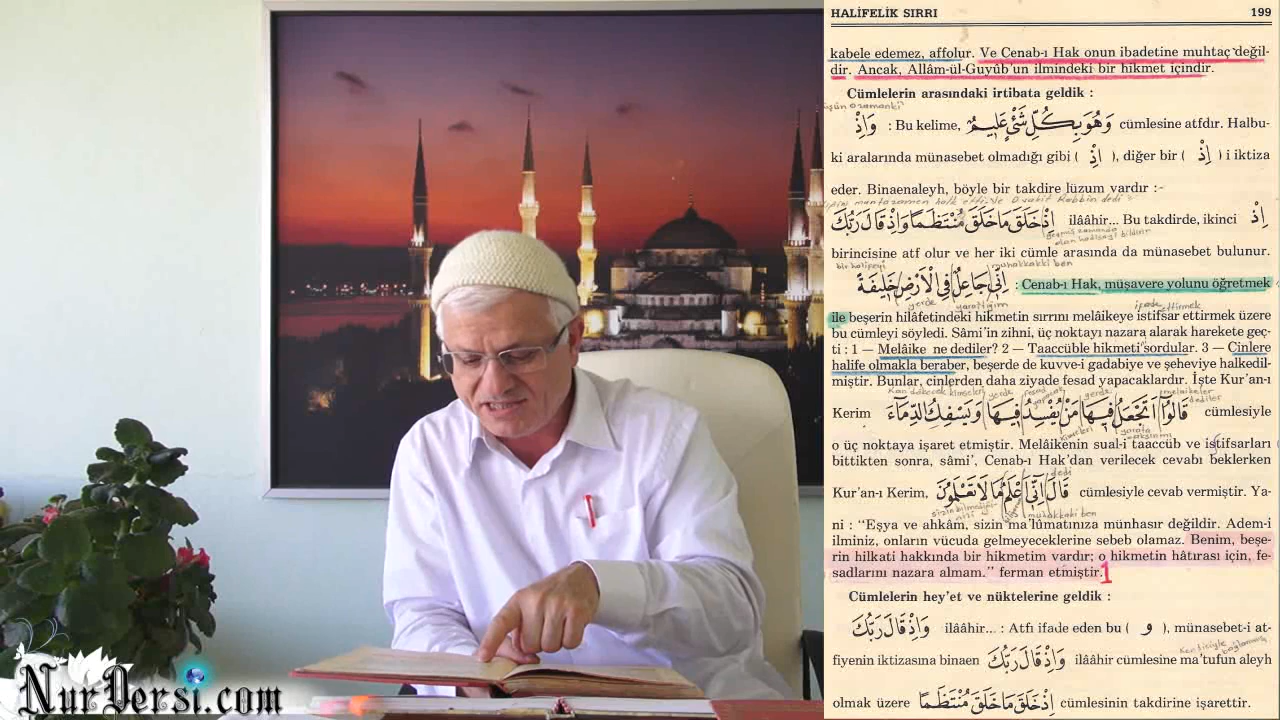 HALİFELİK SIRRI 199
kabele edemez, affolur. Ve Cenab-ı Hak onun ibadetine muhtaç değil-
dir. Ancak, Allâm-ül-Guyûb'un ilmindeki bir hikmet içindir.
Cümlelerin arasındaki irtibata geldik :
وَاِذْ : Bu kelime, وَهُوَ بِكُلِّ شَيْءٍ عَلِيمٌ cümlesine atfdır. Halbu-
ki aralarında münasebet olmadığı gibi ( اِذْ ), diğer bir ( اِذْ ) i iktiza
eder. Binaenaleyh, böyle bir takdire lüzum vardır :
اِذْ خَلَقَ مَا خَلَقَ مُنْتَظَمًا وَاِذْ قَالَ رَبُّكَ ilâahir... Bu takdirde, ikinci اِذْ
birincisine atf olur ve her iki cümle arasında da münasebet bulunur.
اِنِّى جَاعِلٌ فِى الْاَرْضِ خَلِيفَةً : Cenab-ı Hak, müşavere yolunu öğretmek
ile beşerin hilâfetindeki hikmetin sırrını melâikeye istifsar ettirmek üzere
bu cümleyi söyledi. Sâmi'in zihni, üç noktayı nazara alarak harekete geç-
ti : 1 — Melâike ne dediler? 2 — Taaccüble hikmeti sordular. 3 — Cinlere
halife olmakla beraber, beşerde de kuvve-i gadabiye ve şeheviye halkedil-
miştir. Bunlar, cinlerden daha ziyade fesad yapacaklardır. İşte Kur'an-ı
Kerim قَالُوا اَتَجْعَلُ فِيهَا مَنْ يُفْسِدُ فِيهَا وَيَسْفِكُ الدِّمَآءَ cümlesiyle
o üç noktaya işaret etmiştir. Melâikenin sual-i taaccüb ve istifsarları
bittikten sonra, sâmi', Cenab-ı Hak'dan verilecek cevabı beklerken
Kur'an-ı Kerim, قَالَ اِنِّى اَعْلَمُ مَا لَا تَعْلَمُونَ cümlesiyle cevab vermiştir. Ya-
ni : "Eşya ve ahkâm, sizin ma'lûmatınıza münhasır değildir. Adem-i
ilminiz, onların vücuda gelmeyeceklerine sebeb olamaz. Benim, beşe-
rin hilkati hakkında bir hikmetim vardır; o hikmetin hâtırası için, fe-
sadlarını nazara almam." ferman etmiştir. 1
Cümlelerin hey'et ve nüktelerine geldik :
وَاِذْ قَالَ رَبُّكَ ilâahir... : Atfı ifade eden bu ( و ), münasebet-i at-
fiyenin iktizasına binaen وَاِذْ قَالَ رَبُّكَ ilâahir cümlesine ma'tufun aleyh
olmak üzere اِذْ خَلَقَ مَا خَلَقَ مُنْتَظَمًا cümlesinin takdirine işarettir.
NurDersi.com